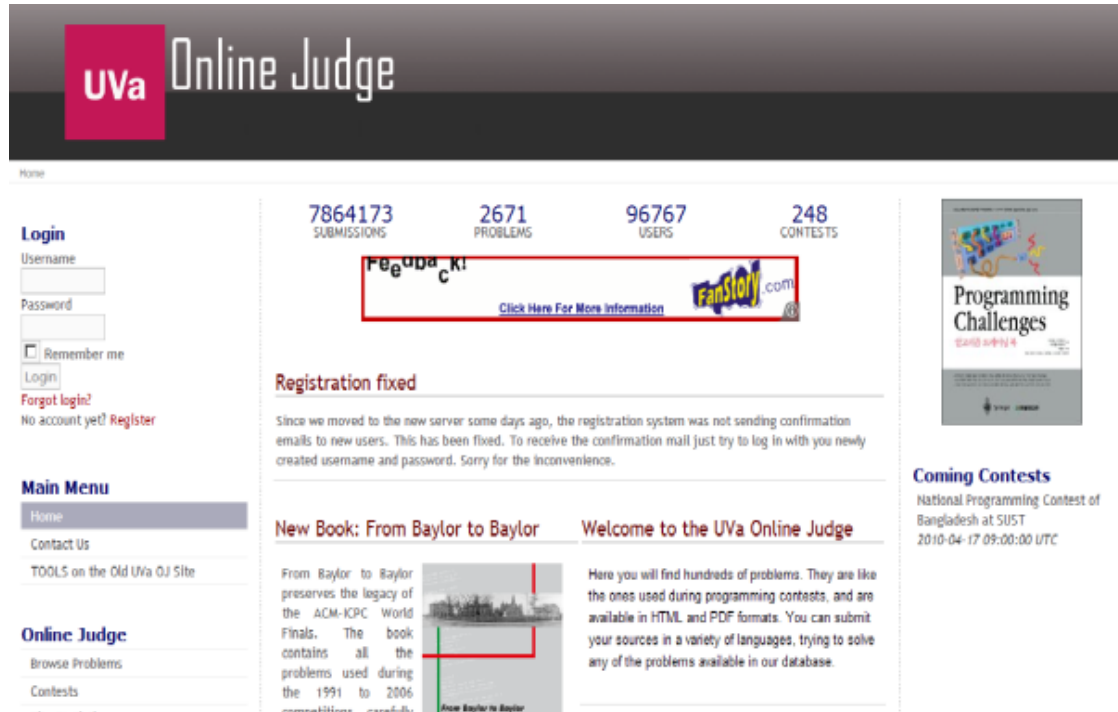 UVa Online Judge
Home
Login
Username
Password
Remember me
Login
Forgot login?
No account yet? Register
Main Menu
Home
Contact Us
TOOLS on the Old UVa OJ Site
Online Judge
Browse Problems
Contests
7864173 2671 96767 248
SUBMISSIONS PROBLEMS USERS CONTESTS
Feedback!
Click Here For More Information
FanStory.com
Registration fixed
Since we moved to the new server some days ago, the registration system was not sending confirmation
emails to new users. This has been fixed. To receive the confirmation mail just try to log in with you newly
created username and password. Sorry for the inconvenience.
New Book: From Baylor to Baylor
From Baylor to Baylor
preserves the legacy of
the ACM-ICPC World
Finals. The book
contains all the
problems used during
the 1991 to 2006
competitions carefully
From Baylor to Baylor
Welcome to the UVa Online Judge
Here you will find hundreds of problems. They are like
the ones used during programming contests, and are
available in HTML and PDF formats. You can submit
your sources in a variety of languages, trying to solve
any of the problems available in our database.
Programming
Challenges
Springer
Coming Contests
National Programming Contest of
Bangladesh at SUST
2010-04-17 09:00:00 UTC